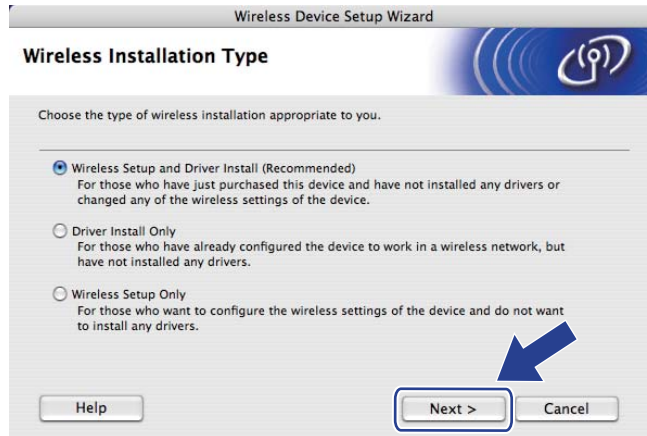 Wireless Device Setup Wizard
Wireless Installation Type
Choose the type of wireless installation appropriate to you.
Wireless Setup and Driver Install (Recommended)
For those who have just purchased this device and have not installed any drivers or
changed any of the wireless settings of the device.
Driver Install Only
For those who have already configured the device to work in a wireless network, but
have not installed any drivers.
Wireless Setup Only
For those who want to configure the wireless settings of the device and do not want
to install any drivers.
Help
Next >
Cancel